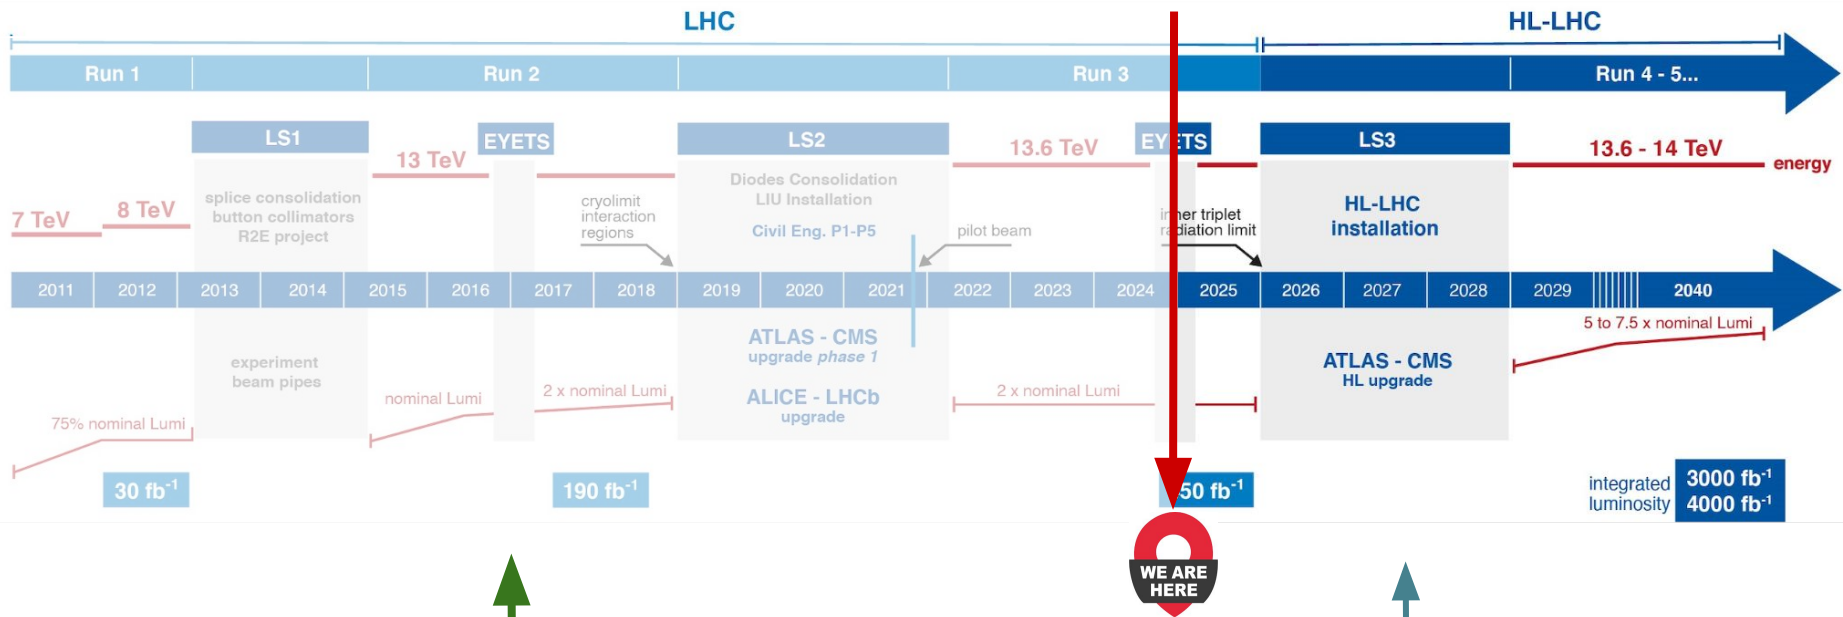 LHC
HL-LHC
Run 1
Run 2
Run 3
Run 4 - 5...
LS1
EYETS
LS2
EYETS
LS3
13 TeV
13.6 TeV
13.6 - 14 TeV
energy
7 TeV
8 TeV
splice consolidation
button collimators
R2E project
cryolimit
interaction
regions
Diodes Consolidation
LIU Installation
Civil Eng. P1-P5
pilot beam
inner triplet
radiation limit
HL-LHC
installation
2011
2012
2013
2014
2015
2016
2017
2018
2019
2020
2021
2022
2023
2024
2025
2026
2027
2028
2029
2040
5 to 7.5 x nominal Lumi
experiment
beam pipes
ATLAS - CMS
upgrade phase 1
ALICE - LHCb
upgrade
ATLAS - CMS
HL upgrade
75% nominal Lumi
nominal Lumi
2 x nominal Lumi
2 x nominal Lumi
30 fb⁻¹
190 fb⁻¹
50 fb⁻¹
integrated
luminosity
3000 fb⁻¹
4000 fb⁻¹
WE ARE
HERE